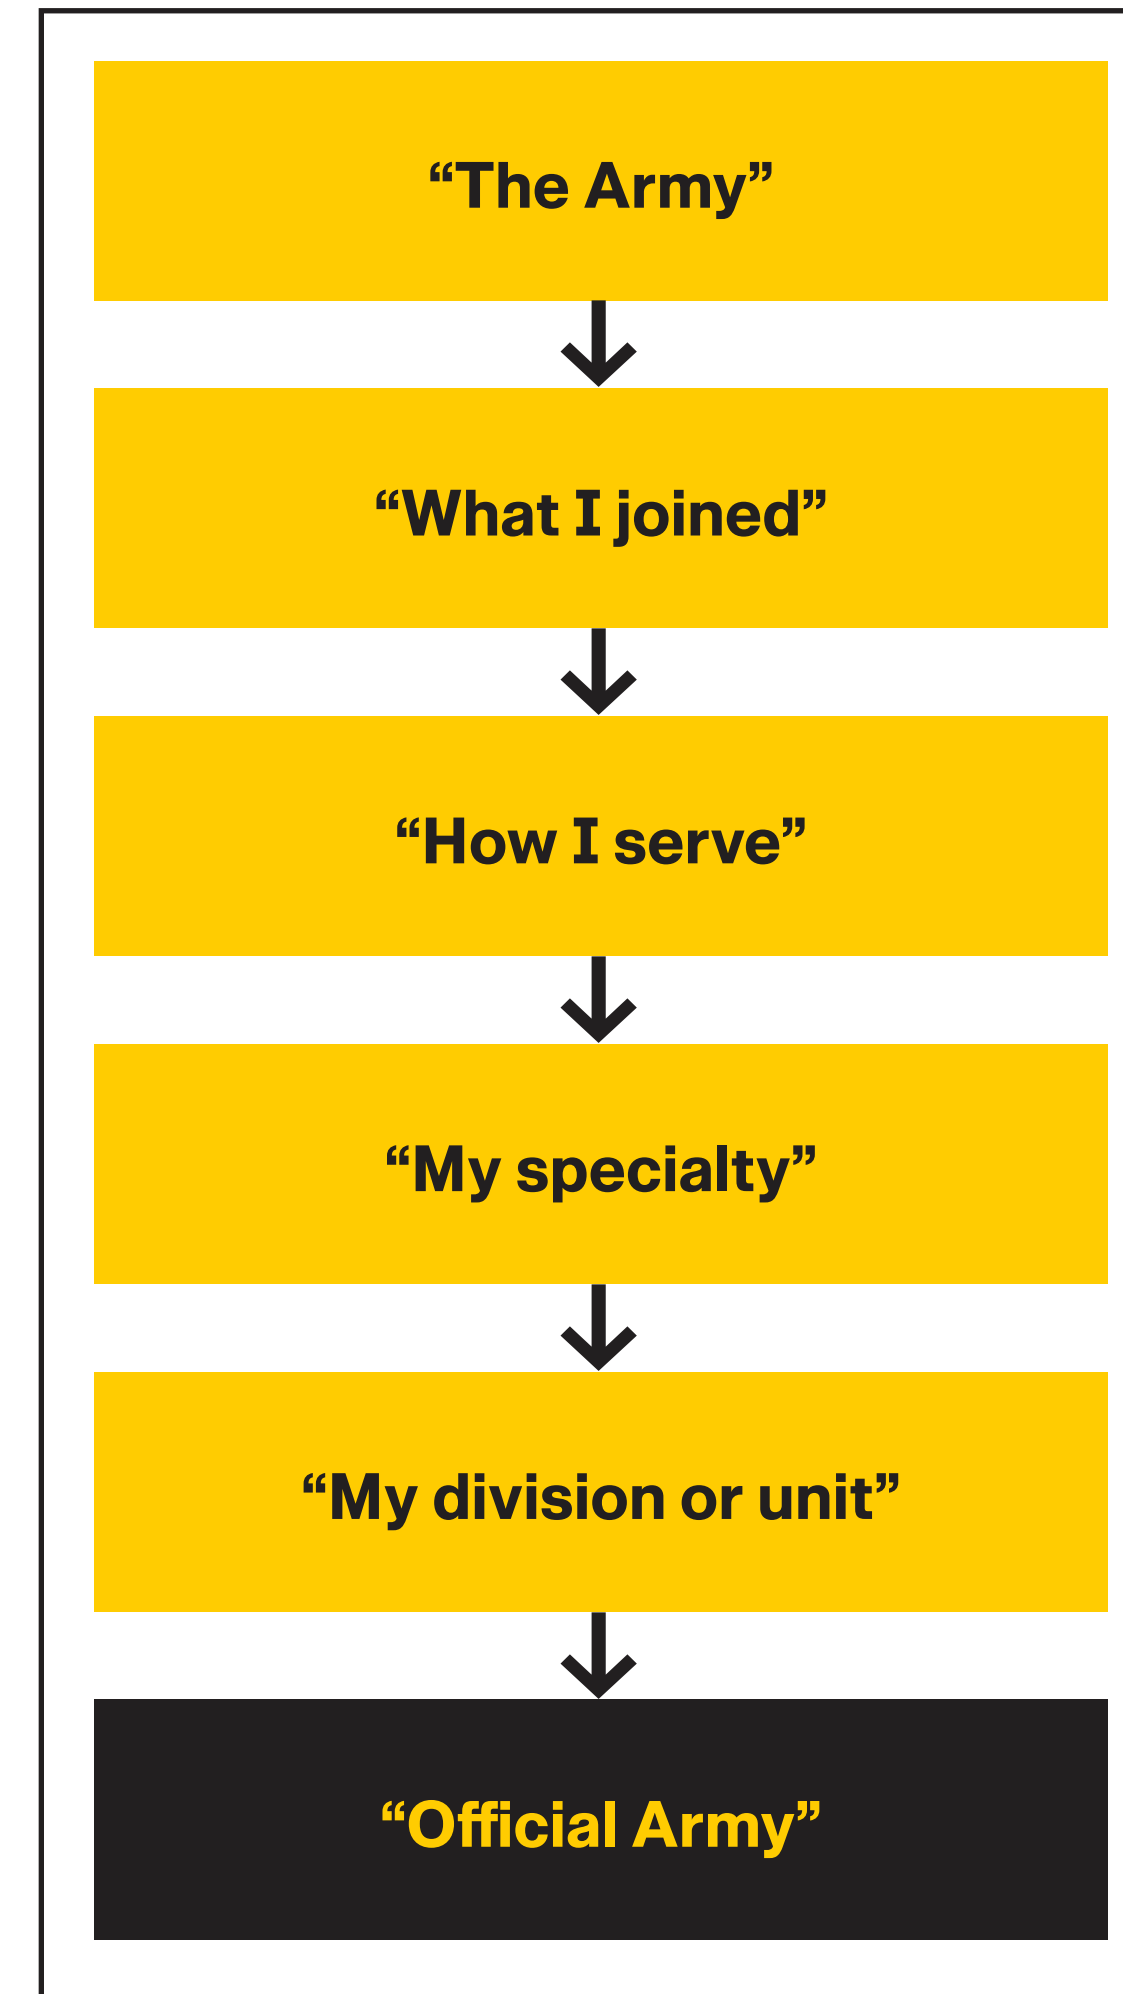 “The Army”
“What I joined”
“How I serve”
“My specialty”
“My division or unit”
“Official Army”